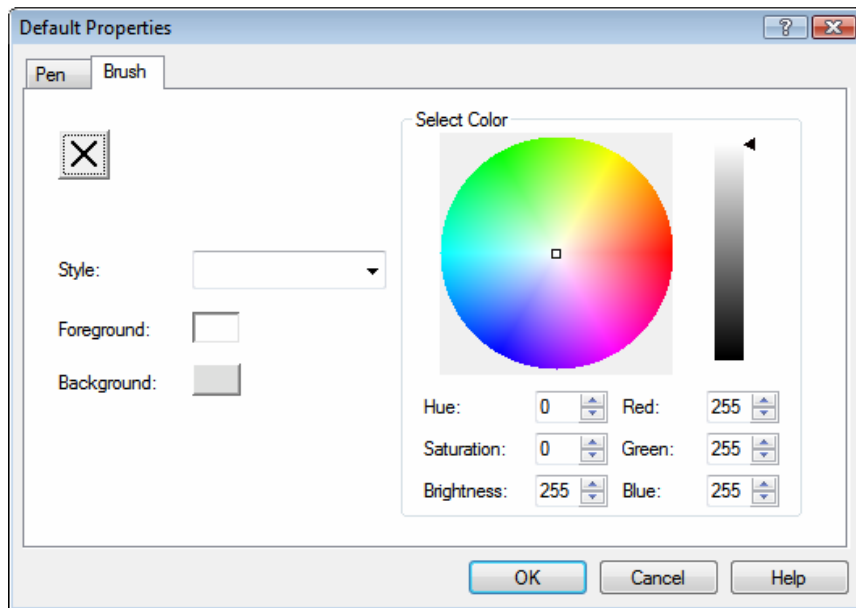 Default Properties
Pen Brush
Select Color
Style:
Foreground:
Background:
Hue: 0 Red: 255
Saturation: 0 Green: 255
Brightness: 255 Blue: 255
OK Cancel Help